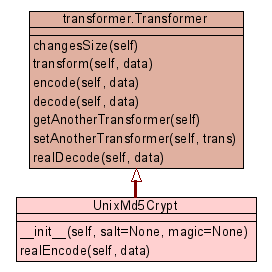 transformer.Transformer
changesSize(self)
transform(self, data)
encode(self, data)
decode(self, data)
getAnotherTransformer(self)
setAnotherTransformer(self, trans)
realDecode(self, data)
UnixMd5Crypt
__init__(self, salt=None, magic=None)
realEncode(self, data)